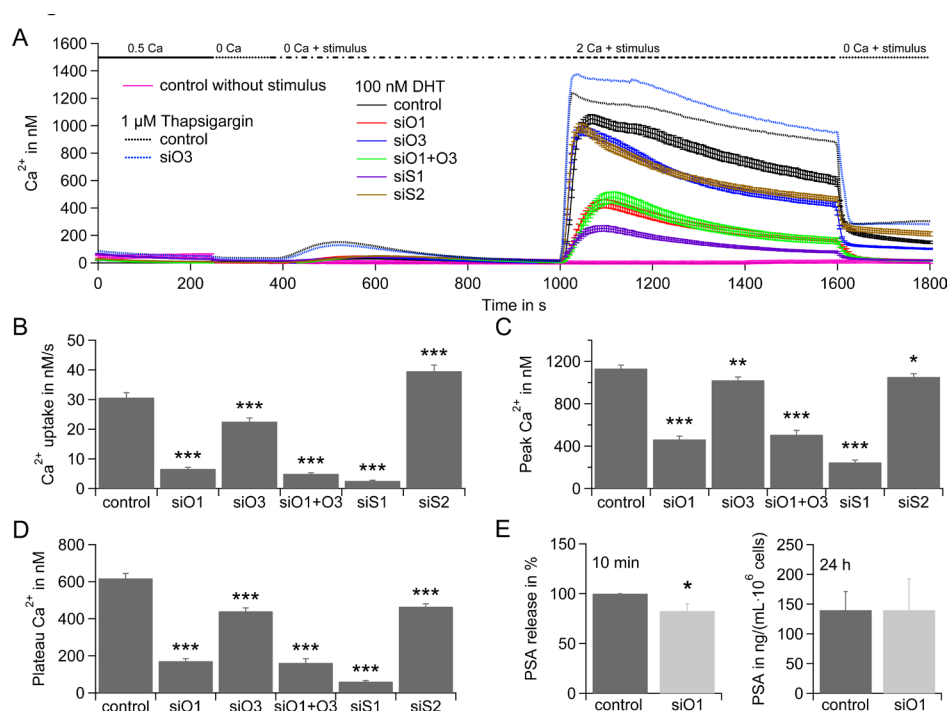 A
1600
1400
1200
1000
800
600
400
200
0
Ca²⁺ in nM
0.5 Ca
0 Ca
0 Ca + stimulus
2 Ca + stimulus
0 Ca + stimulus
control without stimulus
1 µM Thapsigargin
control
siO3
100 nM DHT
control
siO1
siO3
siO1+O3
siS1
siS2
0 200 400 600 800 1000 1200 1400 1600 1800
Time in s
B
50
40
30
20
10
0
Ca²⁺ uptake in nM/s
*** *** *** *** ***
control siO1 siO3 siO1+O3 siS1 siS2
C
1200
800
400
0
Peak Ca²⁺ in nM
*** ** *** *** *
control siO1 siO3 siO1+O3 siS1 siS2
D
800
600
400
200
0
Plateau Ca²⁺ in nM
*** *** *** *** ***
control siO1 siO3 siO1+O3 siS1 siS2
E
150
100
50
0
PSA release in %
10 min
*
control siO1
250
200
150
100
50
0
PSA in ng/(mL·10⁶ cells)
24 h
control siO1